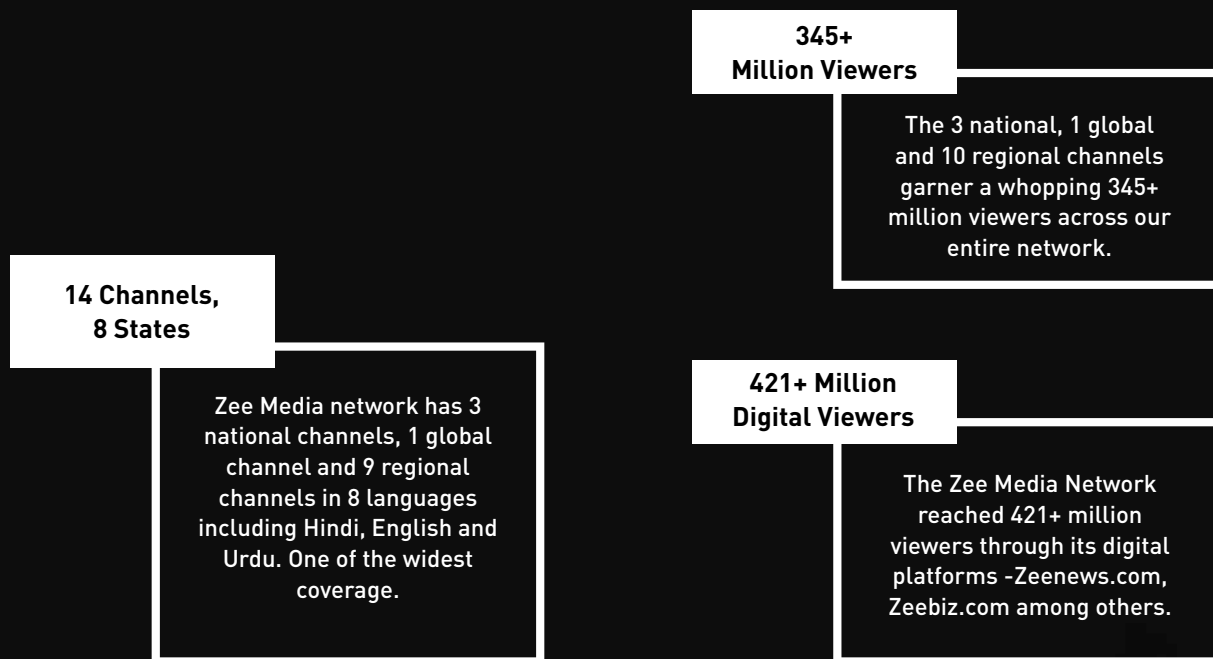 345+
Million Viewers
The 3 national, 1 global
and 10 regional channels
garner a whopping 345+
million viewers across our
entire network.
14 Channels,
8 States
Zee Media network has 3
national channels, 1 global
channel and 9 regional
channels in 8 languages
including Hindi, English and
Urdu. One of the widest
coverage.
421+ Million
Digital Viewers
The Zee Media Network
reached 421+ million
viewers through its digital
platforms -Zeenews.com,
Zeebiz.com among others.